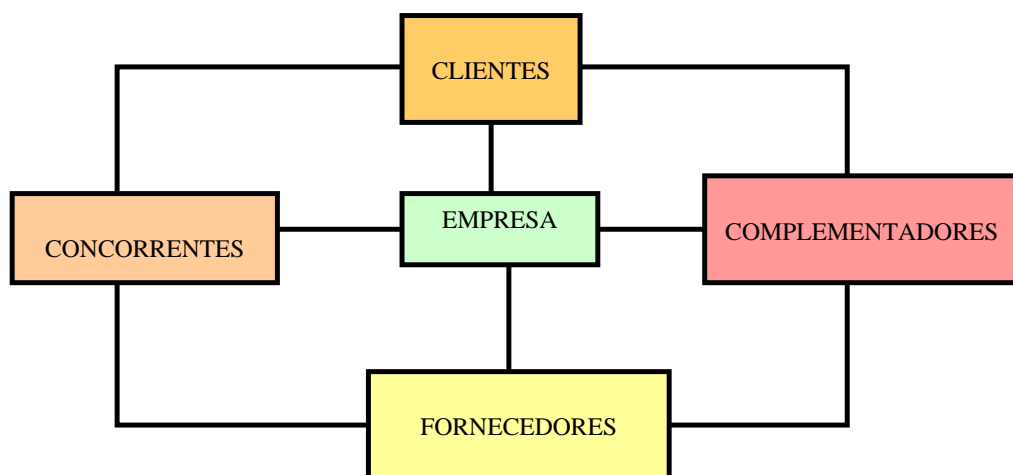 CLIENTES
EMPRESA
CONCORRENTES
COMPLEMENTADORES
FORNECEDORES